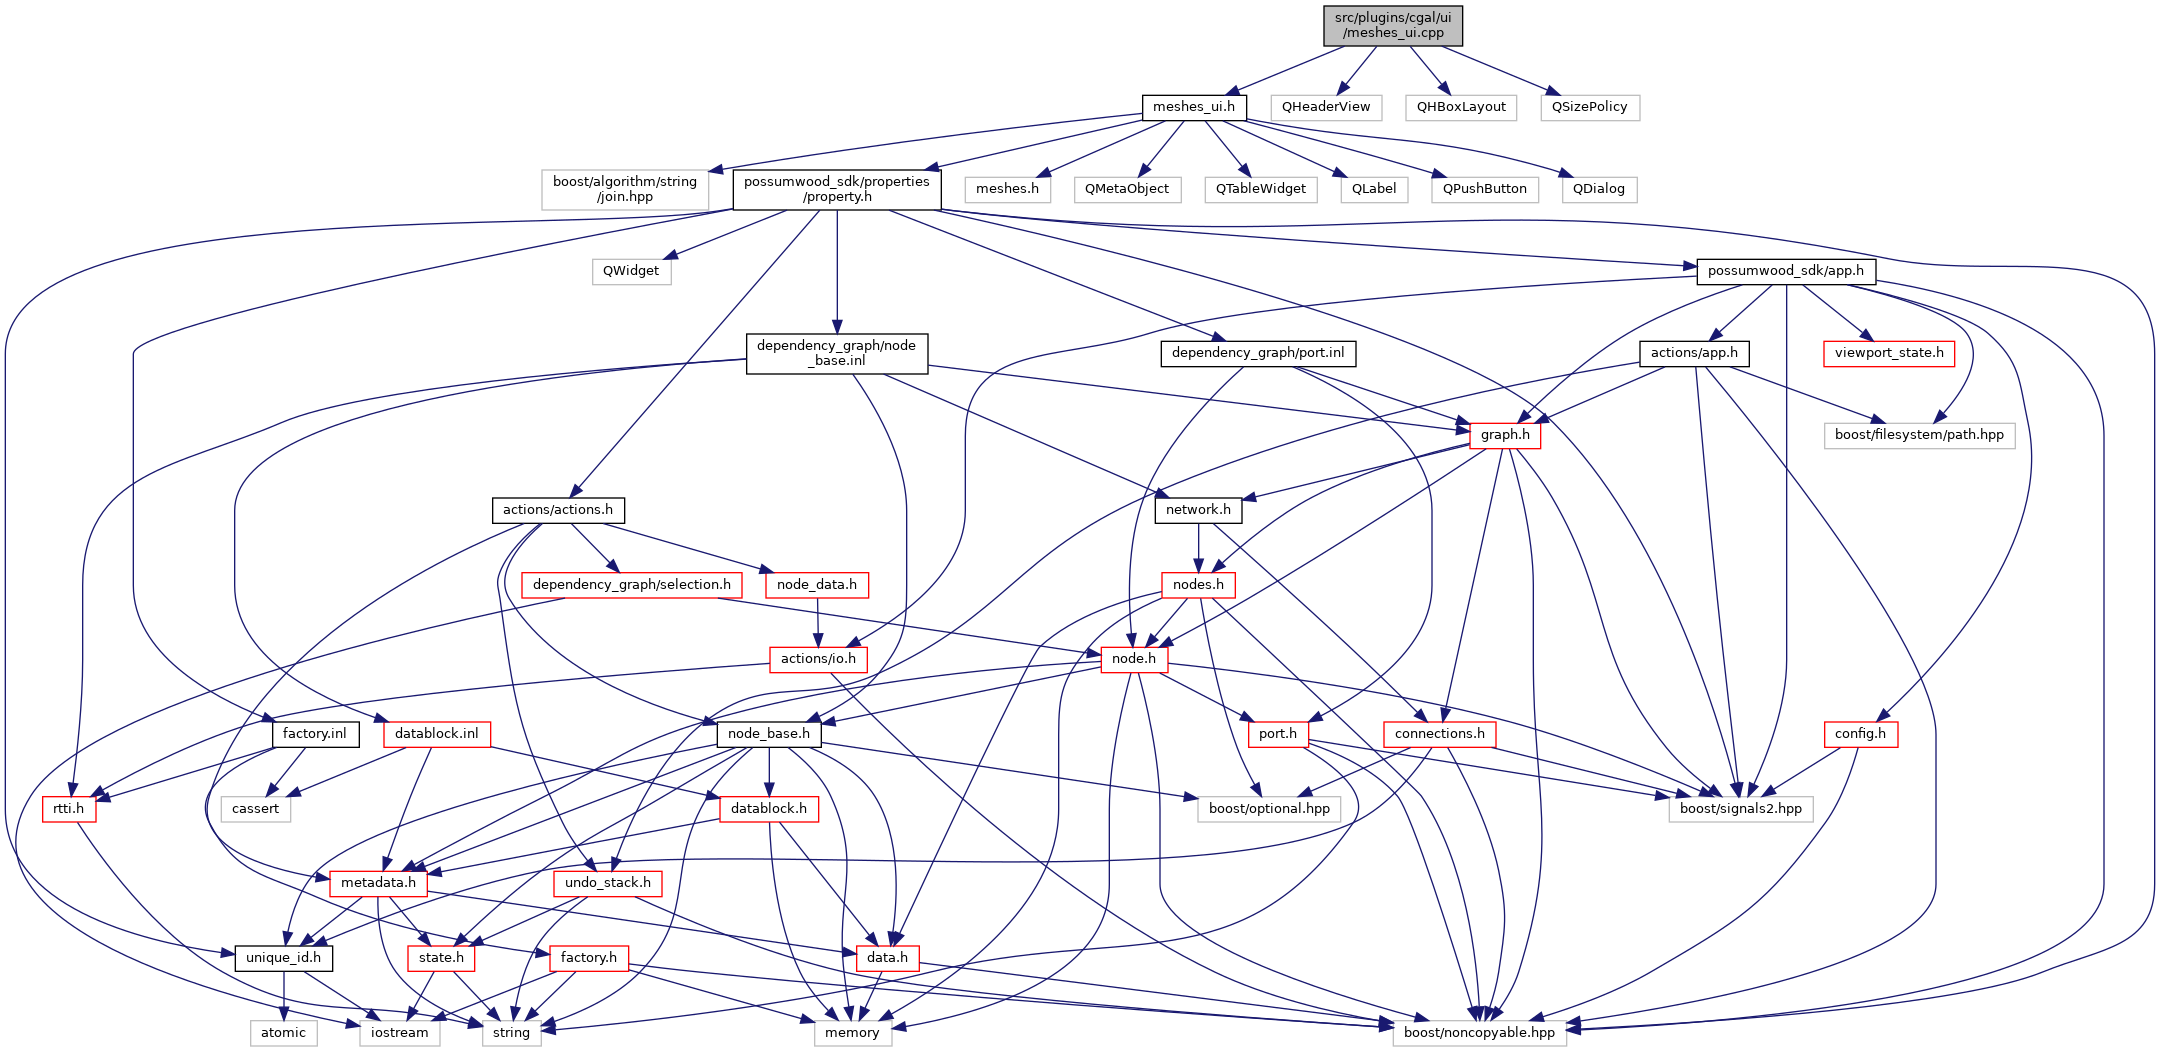 src/plugins/cgal/ui
/meshes_ui.cpp
meshes_ui.h
QHeaderView
QHBoxLayout
QSizePolicy
boost/algorithm/string
/join.hpp
possumwood_sdk/properties
/property.h
meshes.h
QMetaObject
QTableWidget
QLabel
QPushButton
QDialog
QWidget
possumwood_sdk/app.h
dependency_graph/node
_base.inl
dependency_graph/port.inl
actions/app.h
viewport_state.h
graph.h
boost/filesystem/path.hpp
actions/actions.h
network.h
dependency_graph/selection.h
node_data.h
nodes.h
actions/io.h
node.h
factory.inl
datablock.inl
node_base.h
port.h
connections.h
config.h
rtti.h
cassert
datablock.h
boost/optional.hpp
boost/signals2.hpp
metadata.h
undo_stack.h
unique_id.h
state.h
factory.h
data.h
atomic
iostream
string
memory
boost/noncopyable.hpp